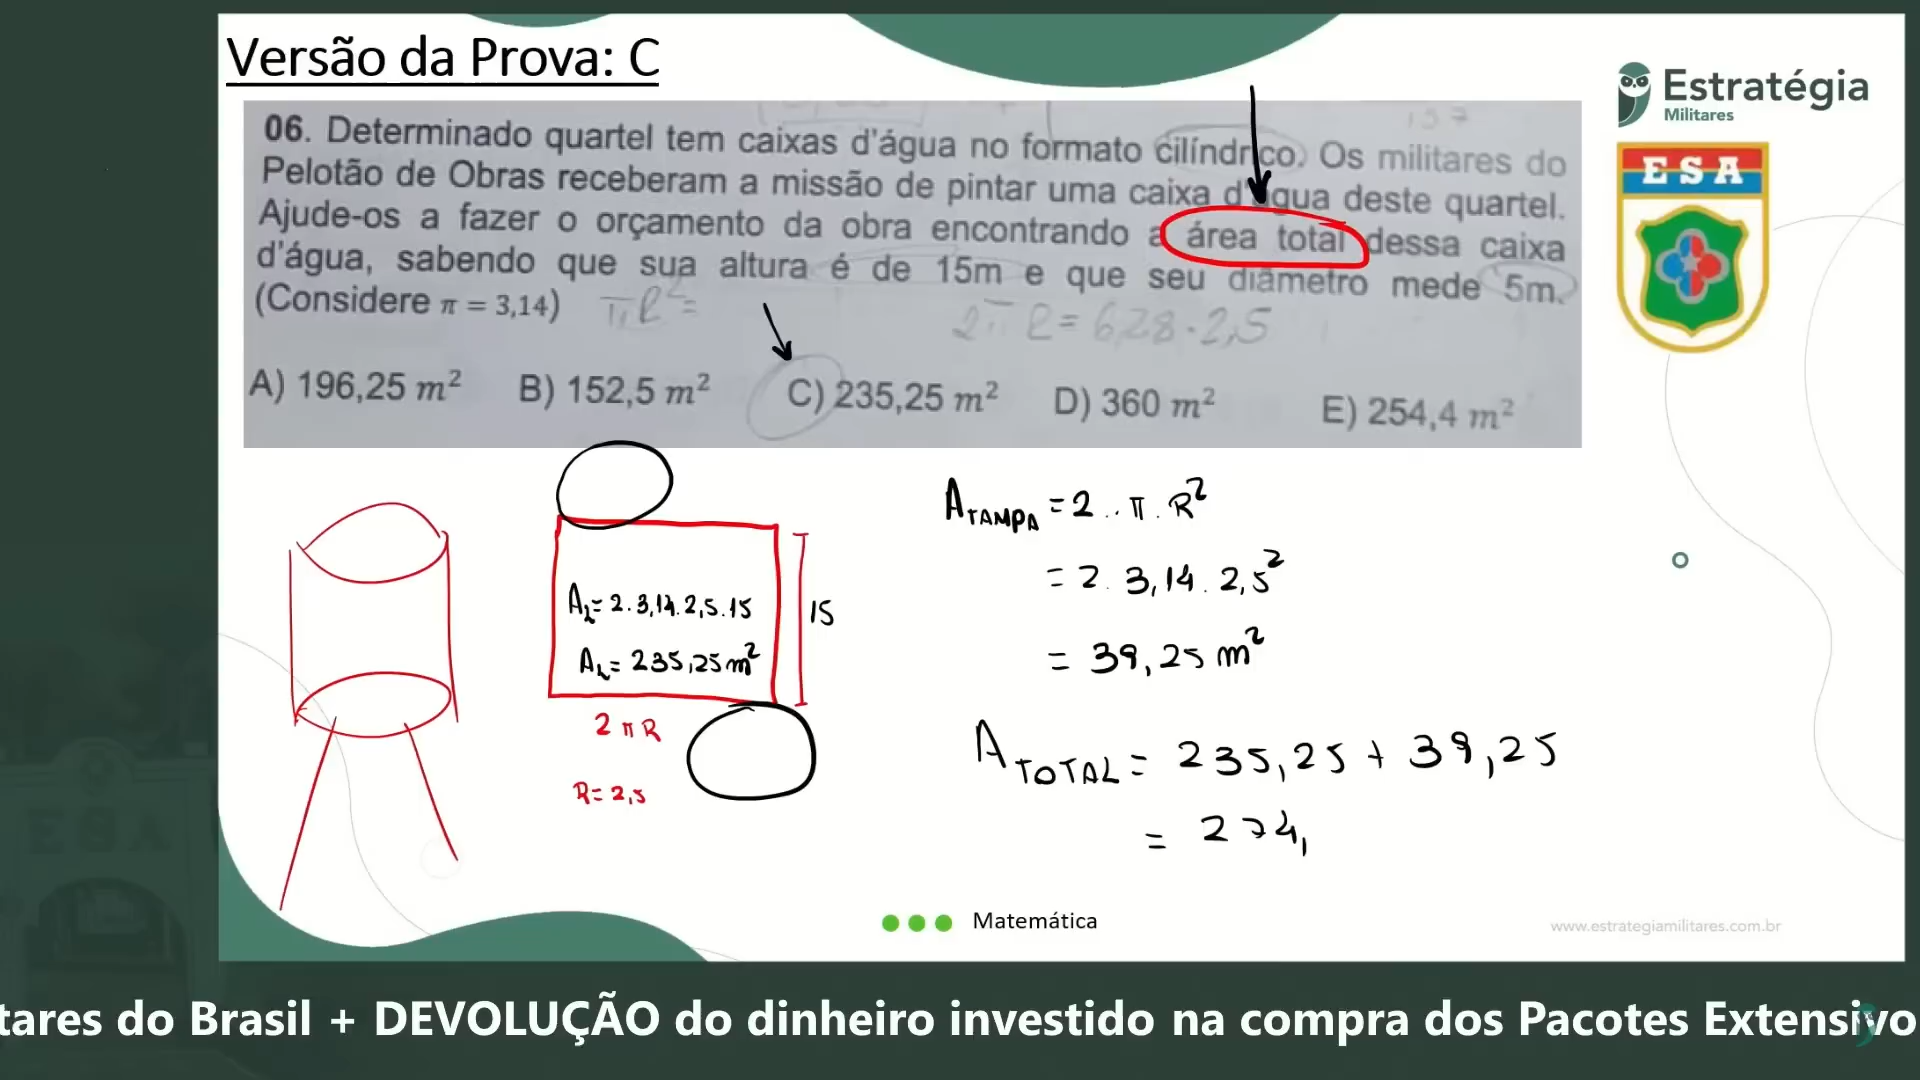 Versão da Prova: C
Estratégia
Militares
ESA
06. Determinado quartel tem caixas d'água no formato cilíndrico. Os militares do
Pelotão de Obras receberam a missão de pintar uma caixa d'água deste quartel.
Ajude-os a fazer o orçamento da obra encontrando a área total dessa caixa
d'água, sabendo que sua altura é de 15m e que seu diâmetro mede 5m.
(Considere π = 3,14) πR²=
2πR = 6,28 . 2,5
A) 196,25 m² B) 152,5 m² C) 235,25 m² D) 360 m² E) 254,4 m²
A_TAMPA = 2 . π . R²
= 2 . 3,14 . 2,5²
= 39,25 m²
A_L = 2 . 3,14 . 2,5 . 15
A_L = 235,25 m²
15
2πR
R = 2,5
A_TOTAL = 235,25 + 39,25
= 274,
Matemática
www.estrategiamilitares.com.br
tares do Brasil + DEVOLUÇÃO do dinheiro investido na compra dos Pacotes Extensivo
ESA